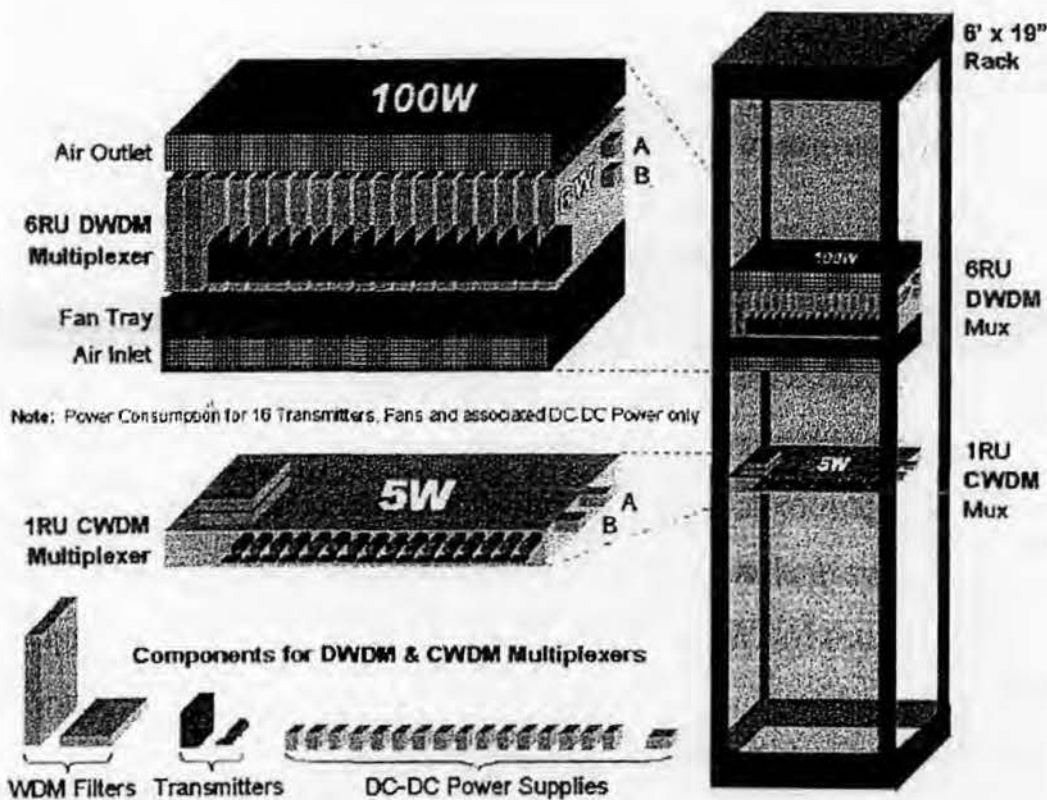 6' x 19"
Rack
100W
Air Outlet
A
B
6RU DWDM
Multiplexer
100W
6RU
DWDM
Mux
Fan Tray
Air Inlet
Note: Power Consumption for 16 Transmitters, Fans and associated DC-DC Power only
5W
A
B
1RU CWDM
Multiplexer
5W
1RU
CWDM
Mux
Components for DWDM & CWDM Multiplexers
WDM Filters
Transmitters
DC-DC Power Supplies